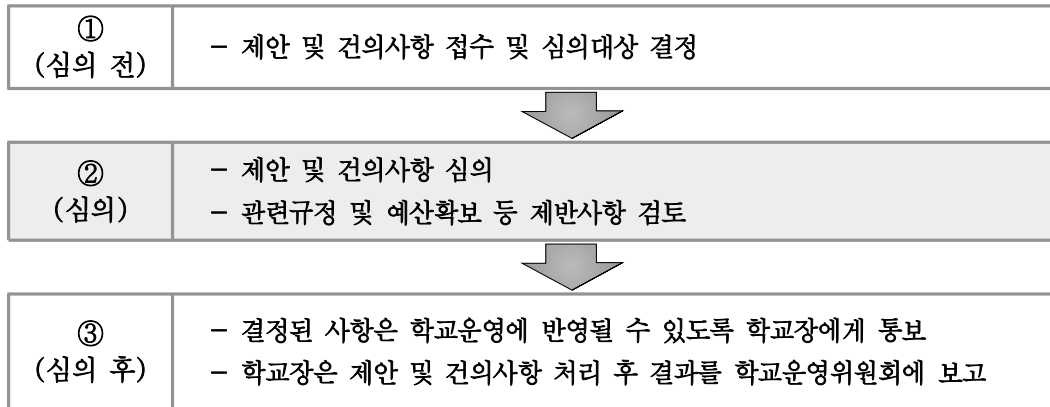 ①
(심의 전)
- 제안 및 건의사항 접수 및 심의대상 결정
②
(심의)
- 제안 및 건의사항 심의
- 관련규정 및 예산확보 등 제반사항 검토
③
(심의 후)
- 결정된 사항은 학교운영에 반영될 수 있도록 학교장에게 통보
- 학교장은 제안 및 건의사항 처리 후 결과를 학교운영위원회에 보고